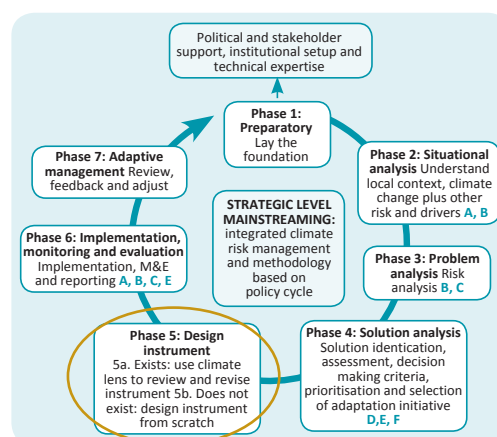 Political and stakeholder
support, institutional setup and
technical expertise
Phase 1:
Preparatory
Lay the
foundation
Phase 2: Situational
analysis Understand
local context, climate
change plus other
risk and drivers A, B
Phase 3: Problem
analysis Risk
analysis B, C
Phase 4: Solution analysis
Solution identication,
assessment, decision
making criteria,
prioritisation and selection
of adaptation initiative
D,E, F
Phase 5: Design
instrument
5a. Exists: use climate
lens to review and revise
instrument 5b. Does not
exist: design instrument
from scratch
Phase 6: Implementation,
monitoring and evaluation
Implementation, M&E
and reporting A, B, C, E
Phase 7: Adaptive
management Review,
feedback and adjust
STRATEGIC LEVEL
MAINSTREAMING:
integrated climate
risk management
and methodology
based on
policy cycle